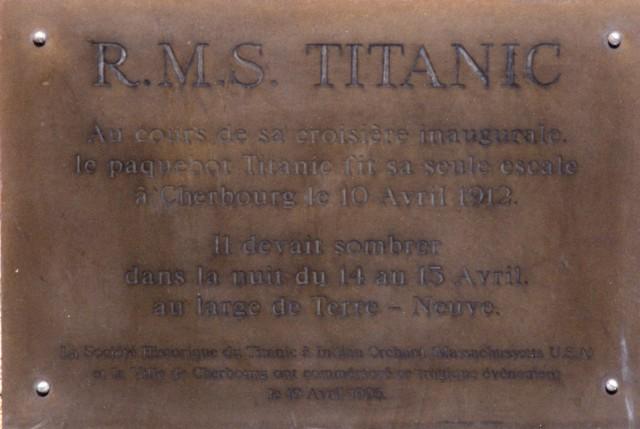 R.M.S. TITANIC
Au cours de sa croisière inaugurale.
le paquebot Titanic fit sa seule escale
à Cherbourg le 10 Avril 1912.
Il devait sombrer
dans la nuit du 14 au 15 Avril.
au large de Terre - Neuve.
La Société Historique du Titanic à Indian Orchard (Massachusetts U.S.A)
et la Ville de Cherbourg ont commémoré ce tragique événement
le Avril